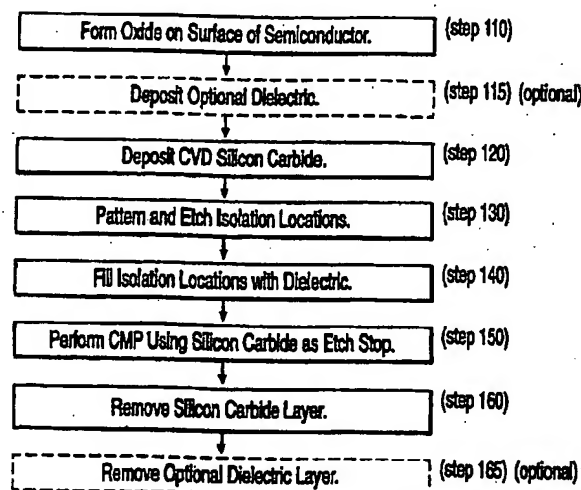 Form Oxide on Surface of Semiconductor. (step 110)
Deposit Optional Dielectric. (step 115) (optional)
Deposit CVD Silicon Carbide. (step 120)
Pattern and Etch Isolation Locations. (step 130)
Fill Isolation Locations with Dielectric. (step 140)
Perform CMP Using Silicon Carbide as Etch Stop. (step 150)
Remove Silicon Carbide Layer. (step 160)
Remove Optional Dielectric Layer. (step 165) (optional)